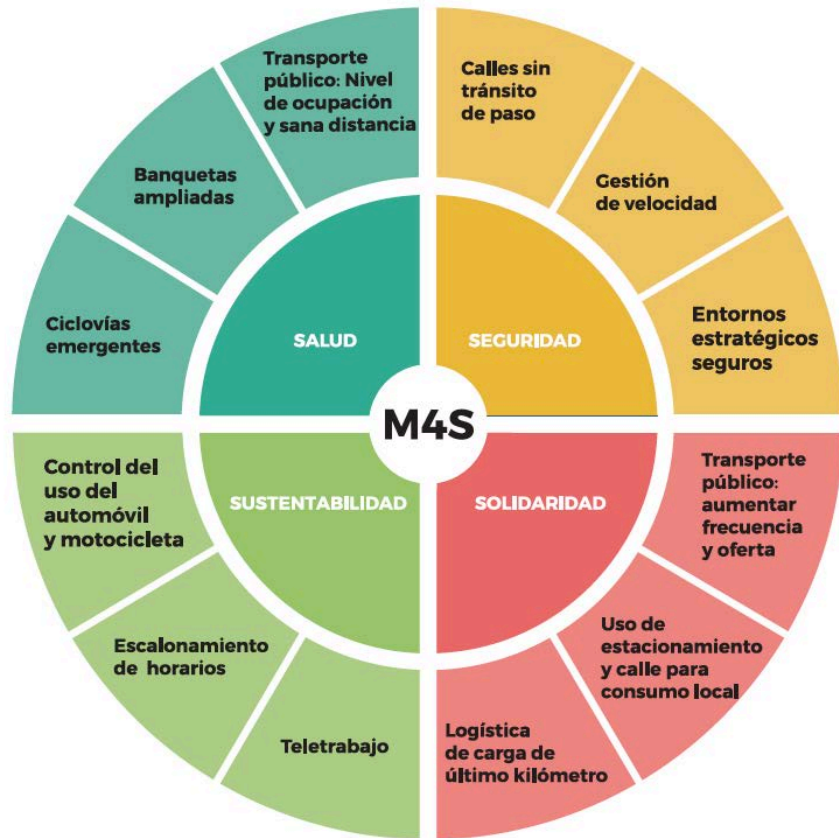 Transporte
público: Nivel
de ocupación
y sana distancia
Banquetas
ampliadas
Ciclovías
emergentes
SALUD
Calles sin
tránsito
de paso
Gestión
de velocidad
Entornos
estratégicos
seguros
SEGURIDAD
M4S
Control del
uso del
automóvil
y motocicleta
Escalonamiento
de horarios
Teletrabajo
SUSTENTABILIDAD
SOLIDARIDAD
Transporte
público:
aumentar
frecuencia
y oferta
Uso de
estacionamiento
y calle para
consumo local
Logística
de carga de
último kilómetro